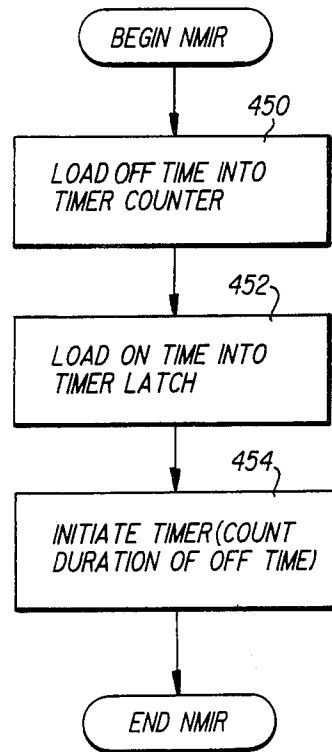 BEGIN NMIR
450
LOAD OFF TIME INTO
TIMER COUNTER
452
LOAD ON TIME INTO
TIMER LATCH
454
INITIATE TIMER (COUNT
DURATION OF OFF TIME)
END NMIR